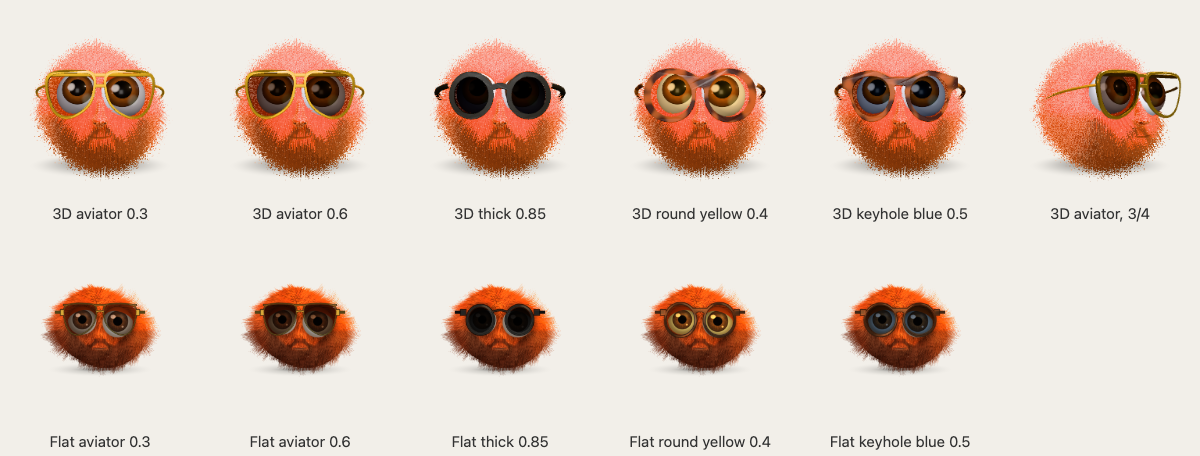 3D aviator 0.3
3D aviator 0.6
3D thick 0.85
3D round yellow 0.4
3D keyhole blue 0.5
3D aviator, 3/4
Flat aviator 0.3
Flat aviator 0.6
Flat thick 0.85
Flat round yellow 0.4
Flat keyhole blue 0.5